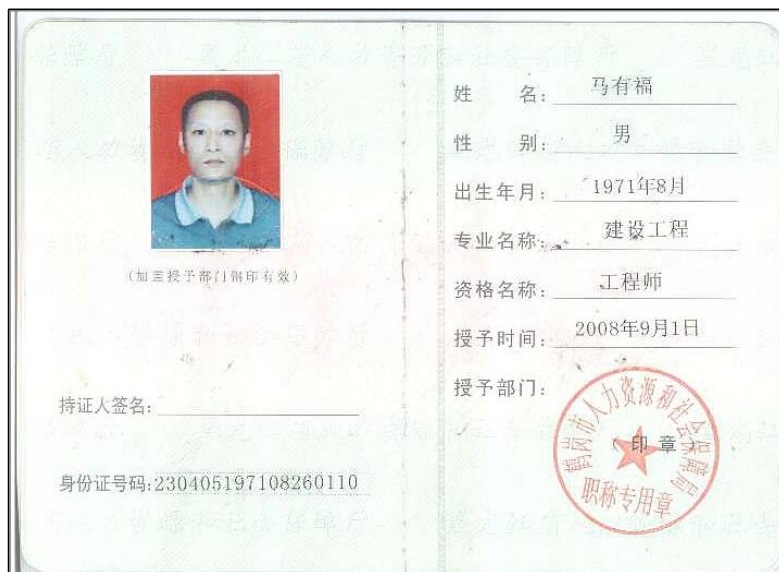 (加盖授予部门钢印有效)
持证人签名:
身份证号码:230405197108260110
姓 名: 马有福
性 别: 男
出生年月: 1971年8月
专业名称: 建设工程
资格名称: 工程师
授予时间: 2008年9月1日
授予部门:
鹤岗市人力资源和社会保障局
(印 章)
职称专用章